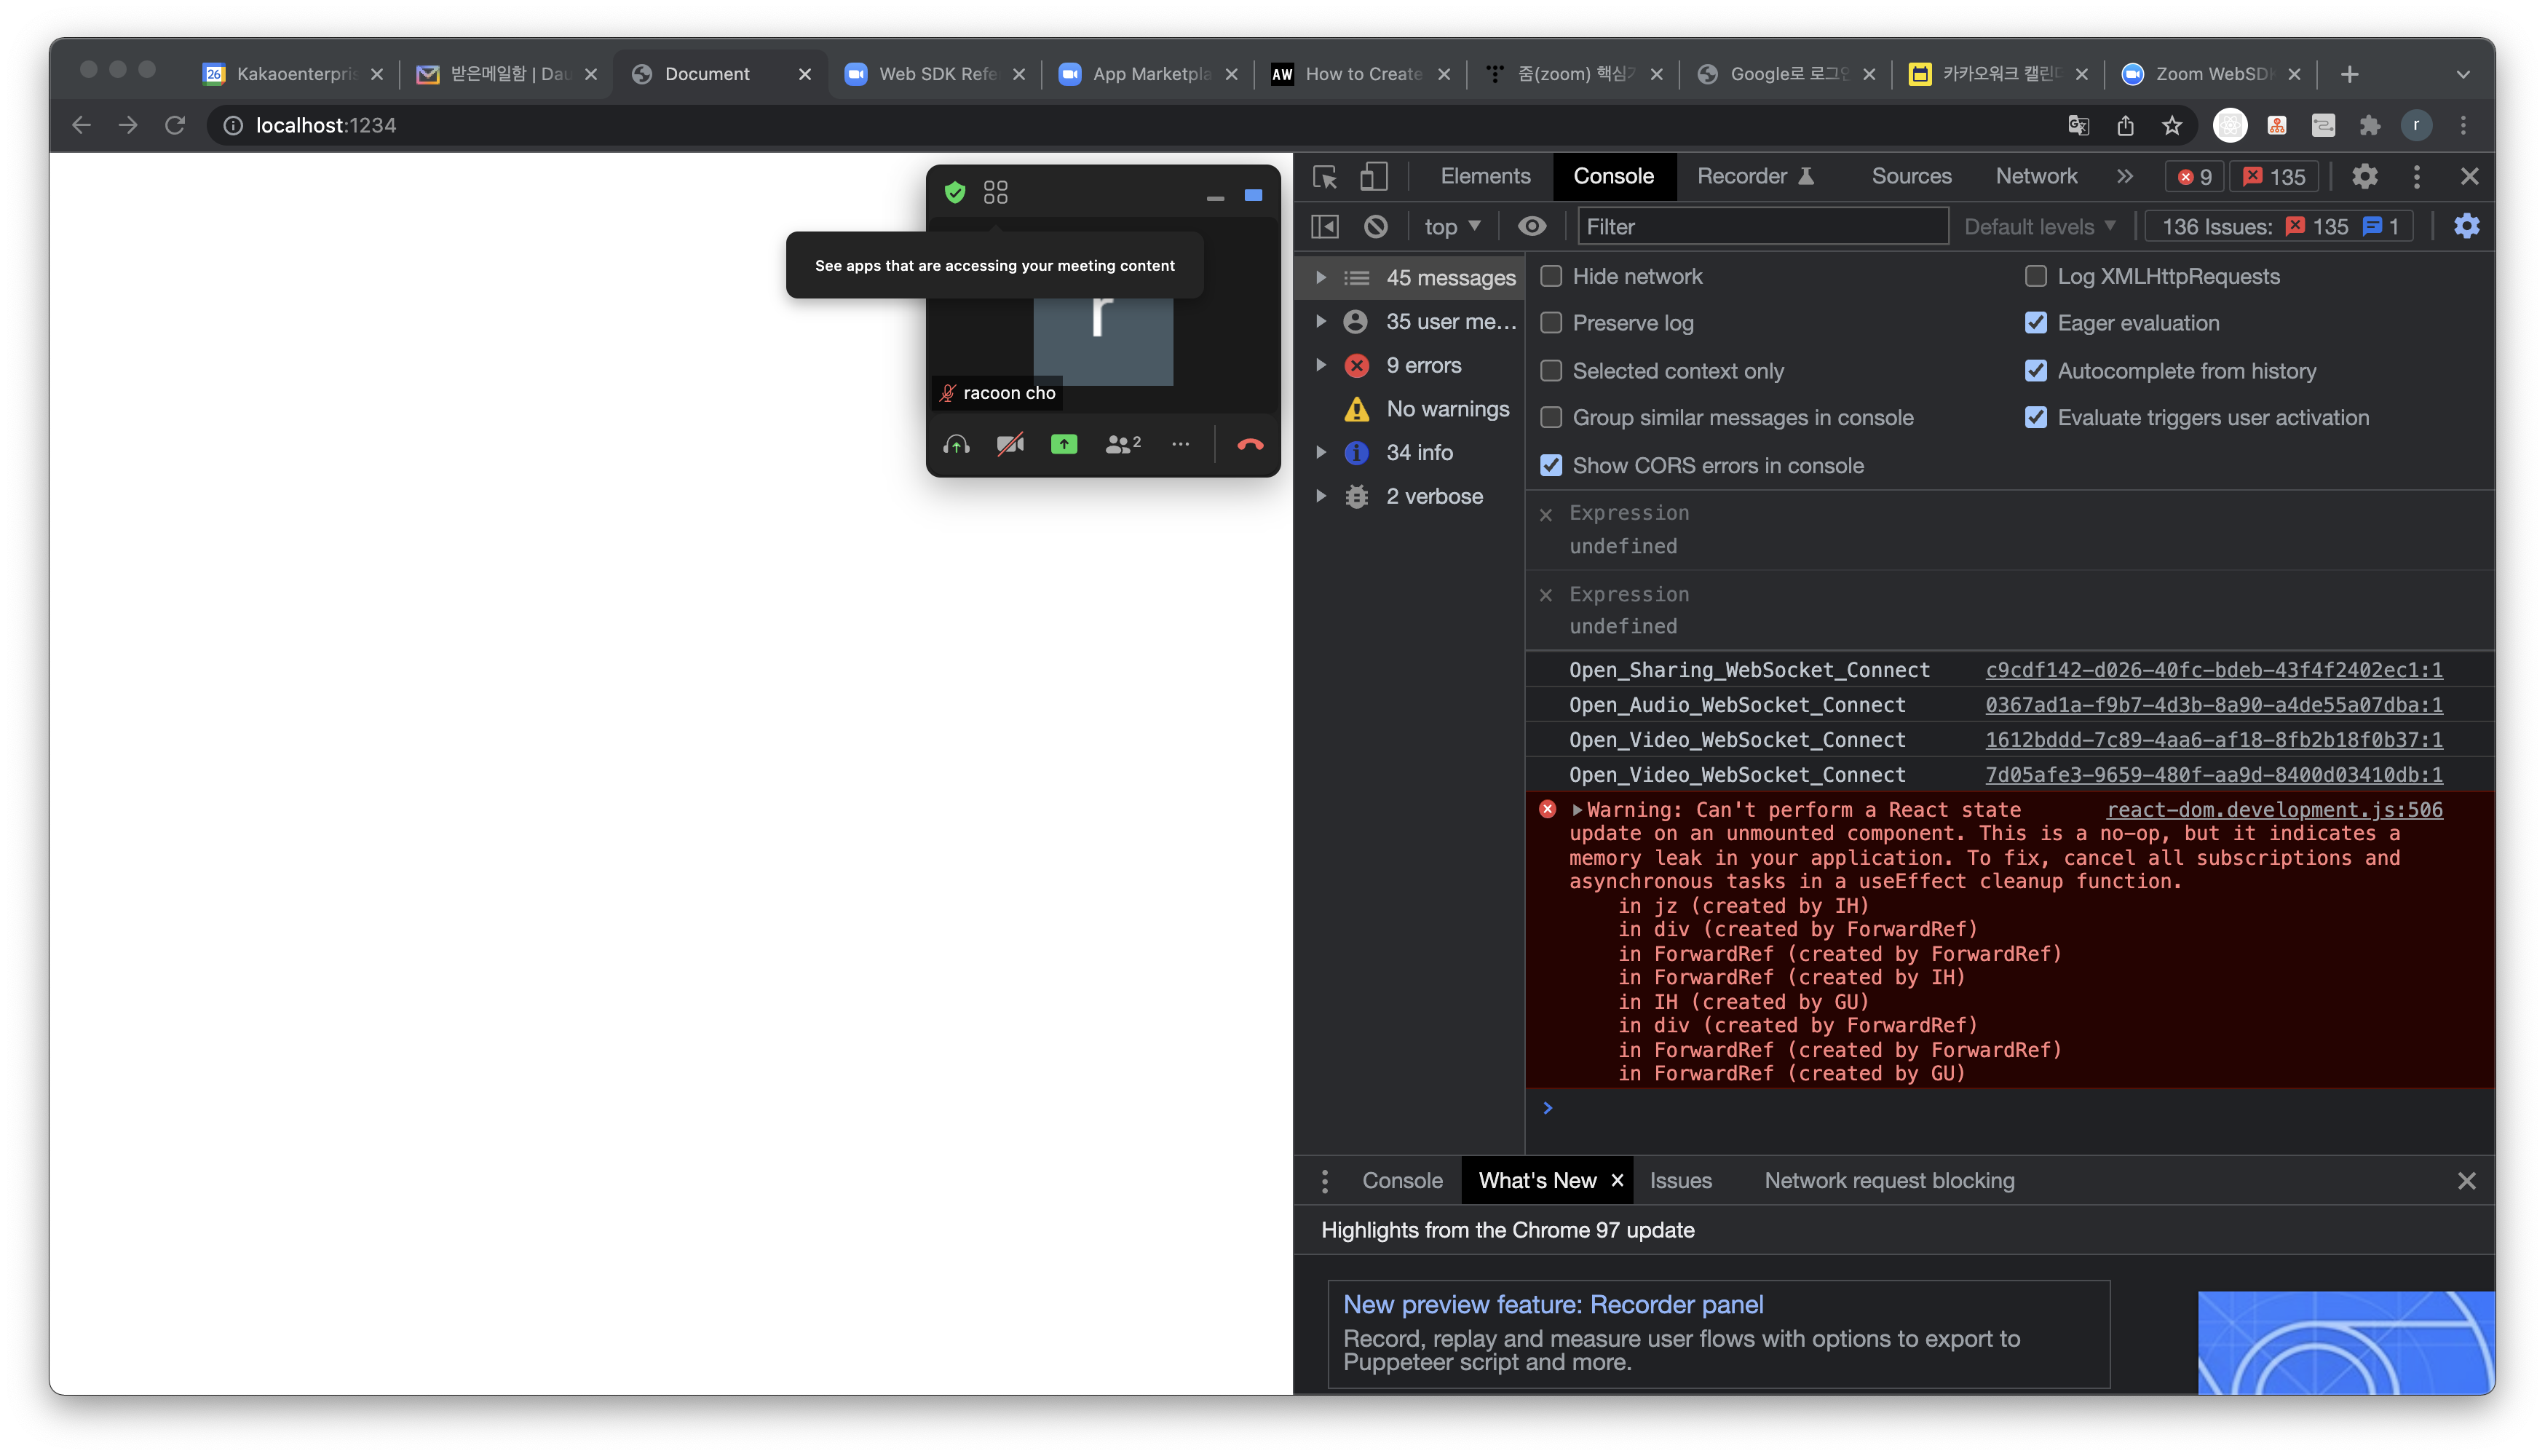 26 Kakaoenterpris
받은메일함 | Dau
Document
Web SDK Refe
App Marketpla
AW How to Create
줌(zoom) 핵심기
Google로 로그인
카카오워크 캘린더
Zoom WebSDK
localhost:1234
r
See apps that are accessing your meeting content
r
racoon cho
2
Elements
Console
Recorder
Sources
Network
9
135
top
Filter
Default levels
136 Issues: 135 1
45 messages
35 user me…
9 errors
No warnings
34 info
2 verbose
Hide network
Log XMLHttpRequests
Preserve log
Eager evaluation
Selected context only
Autocomplete from history
Group similar messages in console
Evaluate triggers user activation
Show CORS errors in console
Expression
undefined
Expression
undefined
Open_Sharing_WebSocket_Connect c9cdf142-d026-40fc-bdeb-43f4f2402ec1:1
Open_Audio_WebSocket_Connect 0367ad1a-f9b7-4d3b-8a90-a4de55a07dba:1
Open_Video_WebSocket_Connect 1612bddd-7c89-4aa6-af18-8fb2b18f0b37:1
Open_Video_WebSocket_Connect 7d05afe3-9659-480f-aa9d-8400d03410db:1
Warning: Can't perform a React state react-dom.development.js:506
update on an unmounted component. This is a no-op, but it indicates a
memory leak in your application. To fix, cancel all subscriptions and
asynchronous tasks in a useEffect cleanup function.
in jz (created by IH)
in div (created by ForwardRef)
in ForwardRef (created by ForwardRef)
in ForwardRef (created by IH)
in IH (created by GU)
in div (created by ForwardRef)
in ForwardRef (created by ForwardRef)
in ForwardRef (created by GU)
Console
What's New
Issues
Network request blocking
Highlights from the Chrome 97 update
New preview feature: Recorder panel
Record, replay and measure user flows with options to export to
Puppeteer script and more.